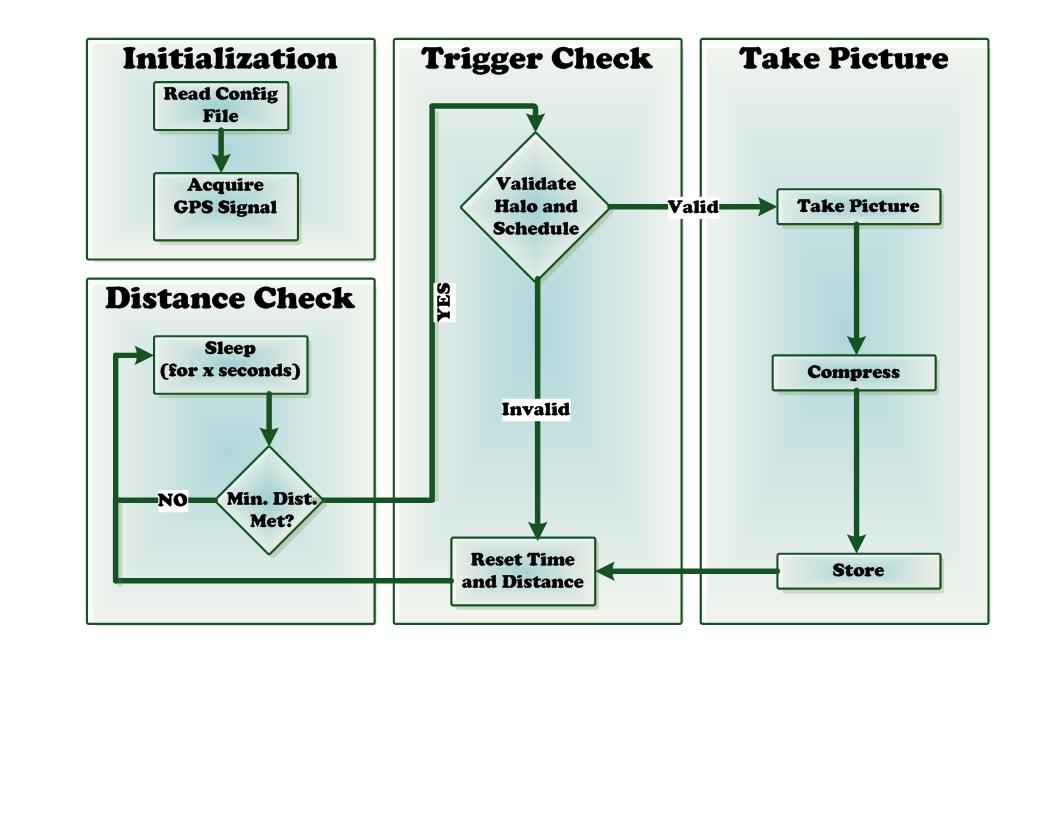 Initialization
Read Config
File
Acquire
GPS Signal
Distance Check
Sleep
(for x seconds)
NO
Min. Dist.
Met?
Trigger Check
YES
Validate
Halo and
Schedule
Valid
Invalid
Reset Time
and Distance
Take Picture
Take Picture
Compress
Store